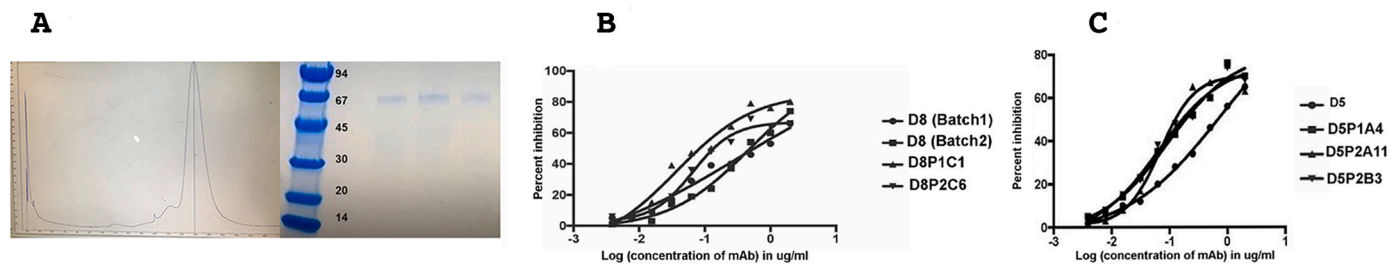 A
94
67
45
30
20
14
B
Percent inhibition
100
80
60
40
20
0
-3
-2
-1
0
1
Log (concentration of mAb) in ug/ml
D8 (Batch1)
D8 (Batch2)
D8P1C1
D8P2C6
C
Percent inhibition
80
60
40
20
0
-3
-2
-1
0
1
Log (concentration of mAb) in ug/ml
D5
D5P1A4
D5P2A11
D5P2B3